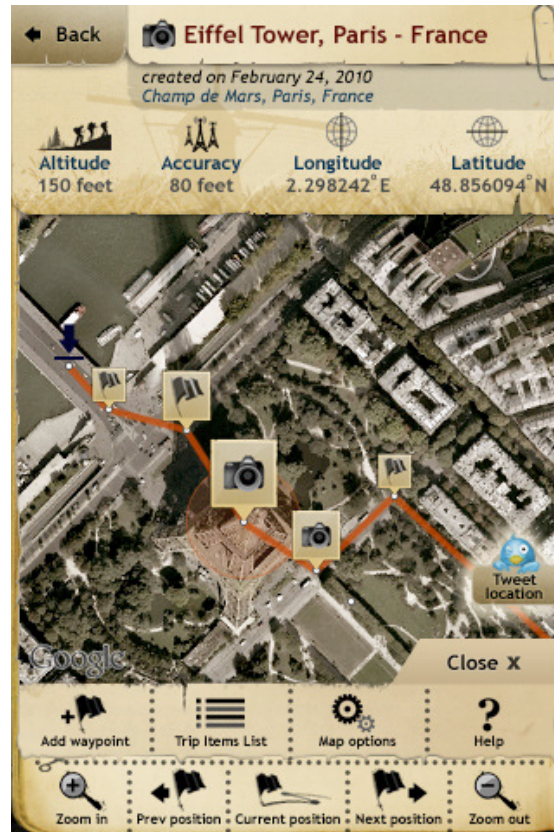 Back
Eiffel Tower, Paris - France
created on February 24, 2010
Champ de Mars, Paris, France
Altitude Accuracy Longitude Latitude
150 feet 80 feet 2.298242°E 48.856094°N
Tweet
location
Google
Close X
Add waypoint Trip Items List Map options Help
Zoom in Prev position Current position Next position Zoom out